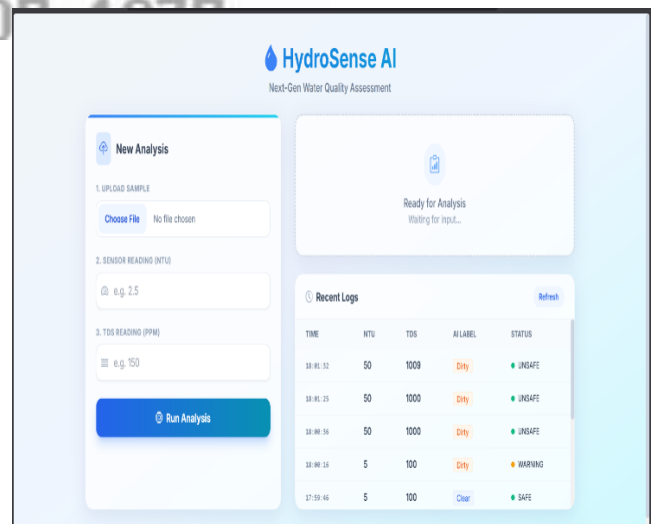 HydroSense AI
Next-Gen Water Quality Assessment
New Analysis
1. UPLOAD SAMPLE
Choose File No file chosen
2. SENSOR READING (NTU)
e.g. 2.5
3. TDS READING (PPM)
e.g. 150
Run Analysis
Ready for Analysis
Waiting for input...
Recent Logs Refresh
TIME NTU TDS AI LABEL STATUS
18:01:32 50 1009 Dirty UNSAFE
18:01:25 50 1000 Dirty UNSAFE
18:00:56 50 1000 Dirty UNSAFE
18:00:16 5 100 Dirty WARNING
17:59:46 5 100 Clear SAFE